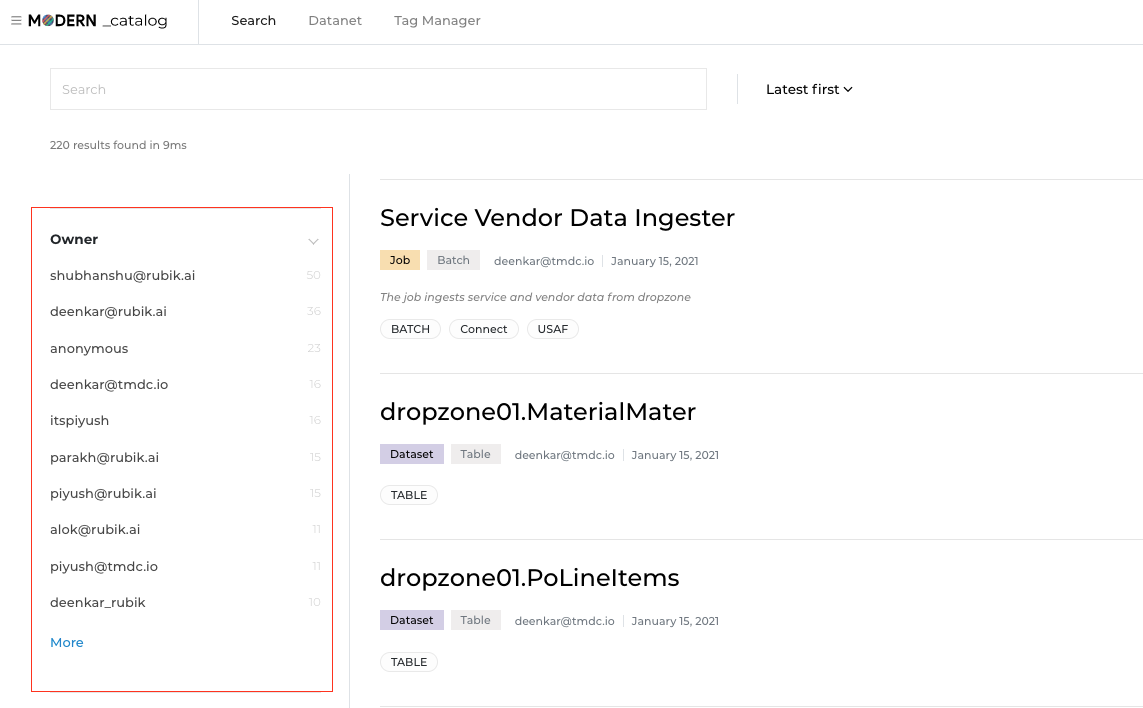 MODERN _catalog
Search Datanet Tag Manager
Search
Latest first
220 results found in 9ms
Owner
shubhanshu@rubik.ai 50
deenkar@rubik.ai 36
anonymous 23
deenkar@tmdc.io 16
itspiyush 16
parakh@rubik.ai 15
piyush@rubik.ai 15
alok@rubik.ai 11
piyush@tmdc.io 11
deenkar_rubik 10
More
Service Vendor Data Ingester
Job Batch deenkar@tmdc.io January 15, 2021
The job ingests service and vendor data from dropzone
BATCH Connect USAF
dropzone01.MaterialMater
Dataset Table deenkar@tmdc.io January 15, 2021
TABLE
dropzone01.PoLineItems
Dataset Table deenkar@tmdc.io January 15, 2021
TABLE